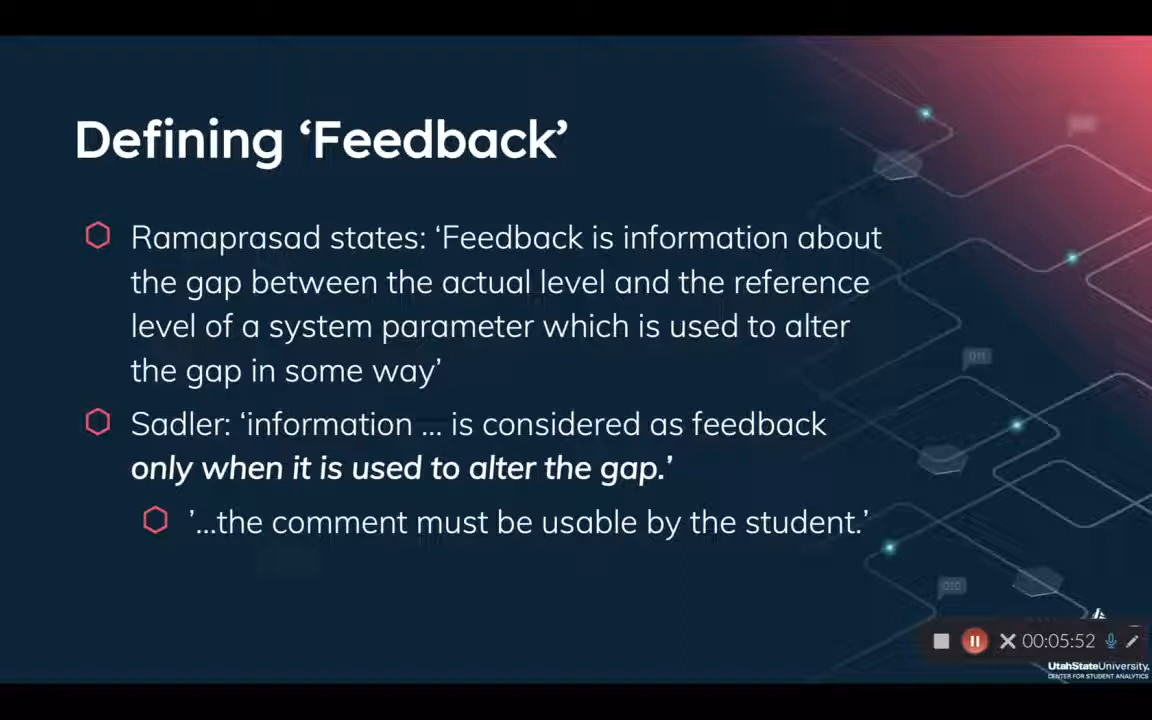 Defining ‘Feedback’
Ramaprasad states: ‘Feedback is information about
the gap between the actual level and the reference
level of a system parameter which is used to alter
the gap in some way’
Sadler: ‘information ... is considered as feedback
only when it is used to alter the gap.’
’...the comment must be usable by the student.’
011
010
00:05:52
UtahStateUniversity.
CENTER FOR STUDENT ANALYTICS